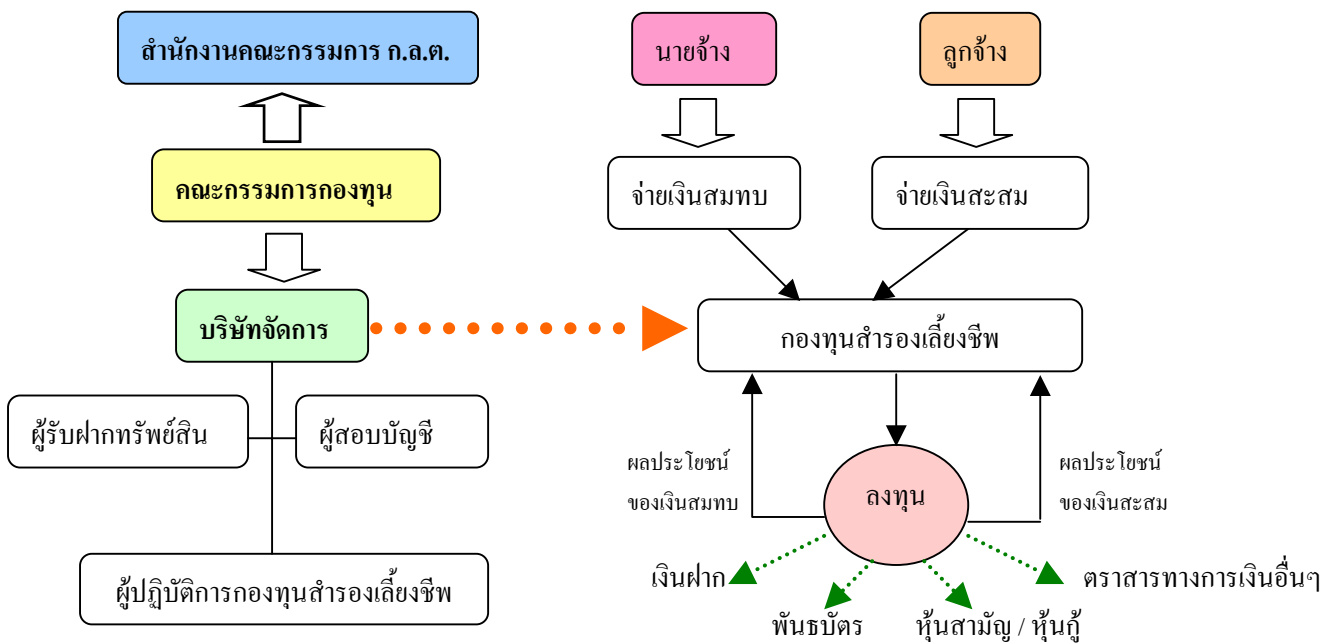 สำนักงานคณะกรรมการ ก.ล.ต.
นายจ้าง
ลูกจ้าง
คณะกรรมการกองทุน
จ่ายเงินสมทบ
จ่ายเงินสะสม
บริษัทจัดการ
กองทุนสำรองเลี้ยงชีพ
ผู้รับฝากทรัพย์สิน
ผู้สอบบัญชี
ผลประโยชน์
ของเงินสมทบ
ลงทุน
ผลประโยชน์
ของเงินสะสม
ผู้ปฏิบัติการกองทุนสำรองเลี้ยงชีพ
เงินฝาก
พันธบัตร
หุ้นสามัญ / หุ้นกู้
ตราสารทางการเงินอื่นๆ